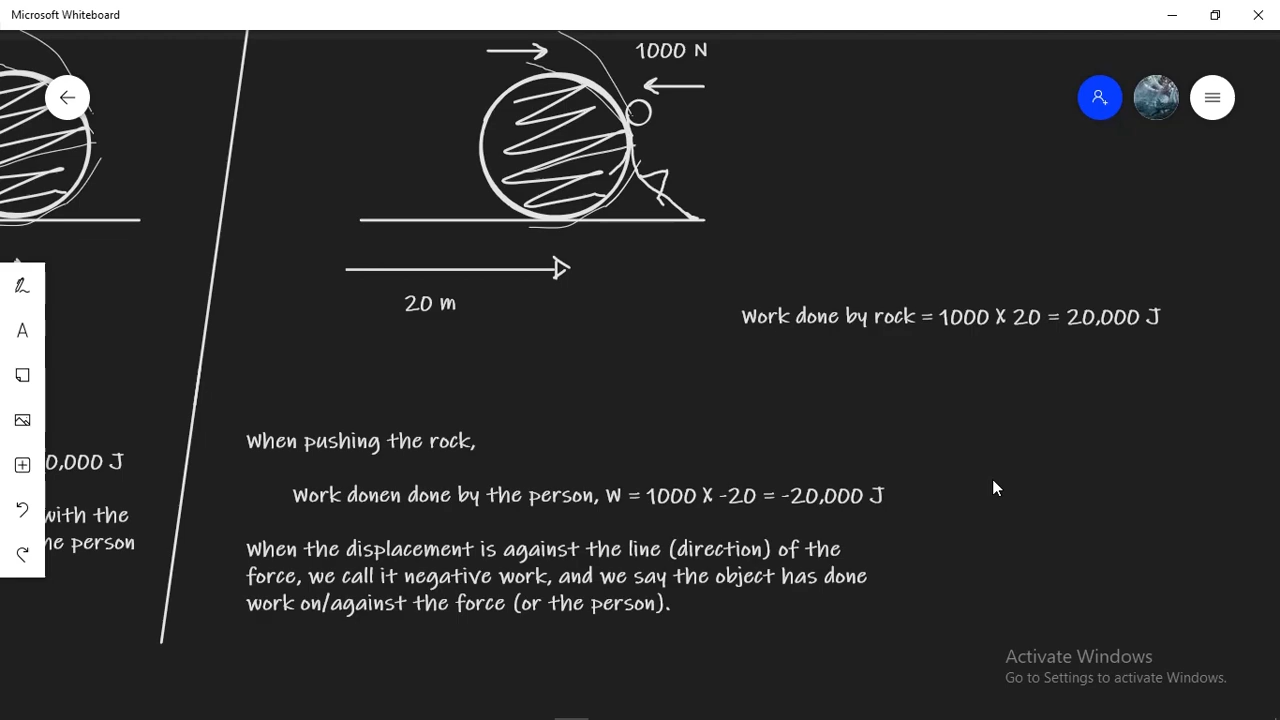 Microsoft Whiteboard
1000 N
20 m
Work done by rock = 1000 X 20 = 20,000 J
When pushing the rock,
0,000 J
Work donen done by the person, W = 1000 X -20 = -20,000 J
with the
When the displacement is against the line (direction) of the
he person
force, we call it negative work, and we say the object has done
work on/against the force (or the person).
Activate Windows
Go to Settings to activate Windows.